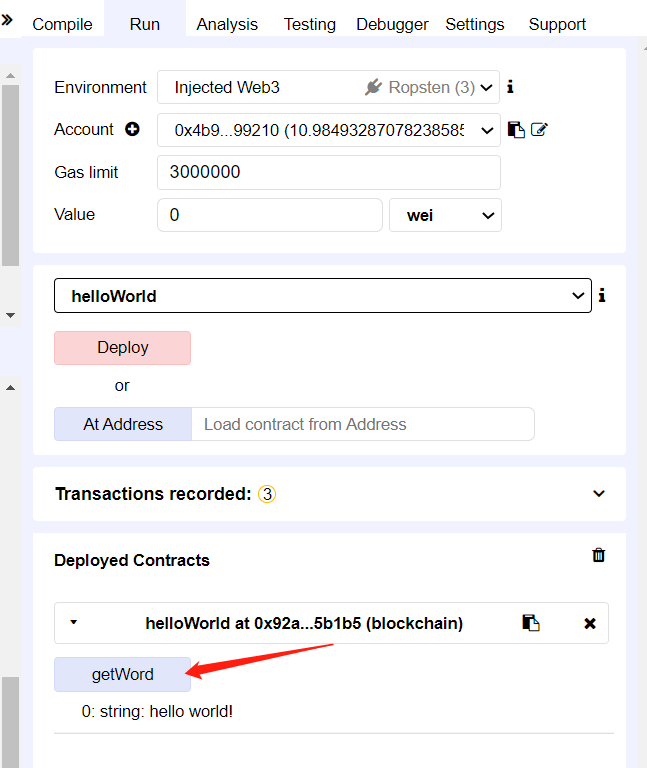 Compile Run Analysis Testing Debugger Settings Support
Environment Injected Web3 Ropsten (3)
Account 0x4b9...99210 (10.98493287078238585
Gas limit 3000000
Value 0 wei
helloWorld
Deploy
or
At Address Load contract from Address
Transactions recorded: 3
Deployed Contracts
helloWorld at 0x92a...5b1b5 (blockchain)
getWord
0: string: hello world!